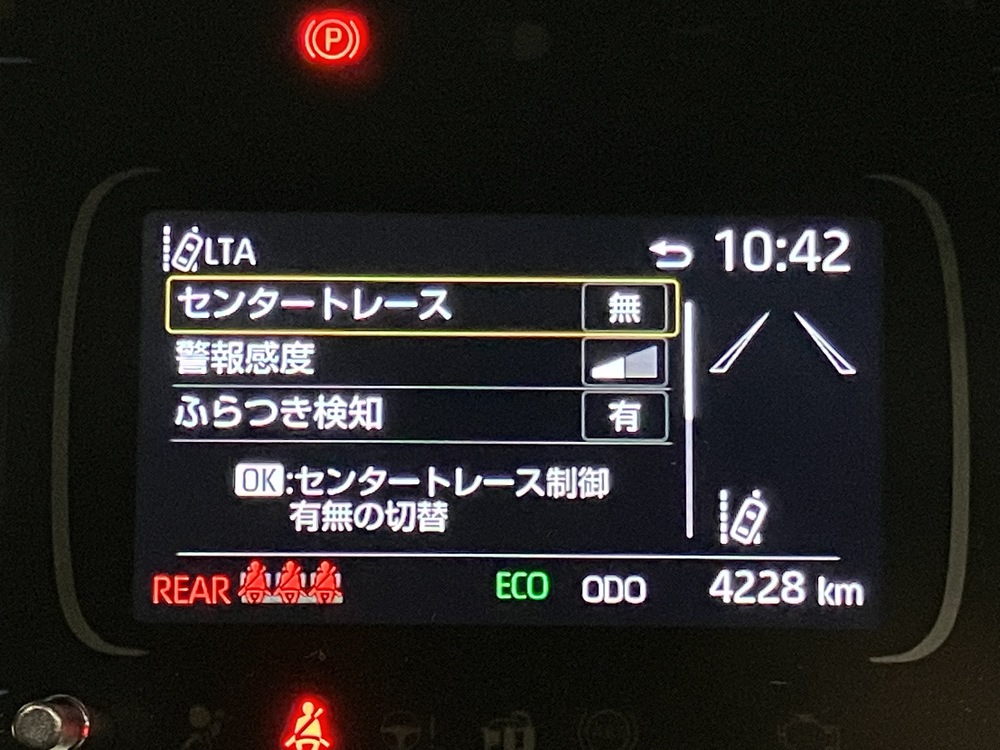 P
LTA 10:42
センタートレース 無
警報感度
ふらつき検知 有
OK:センタートレース制御
有無の切替
REAR ECO ODO 4228 km